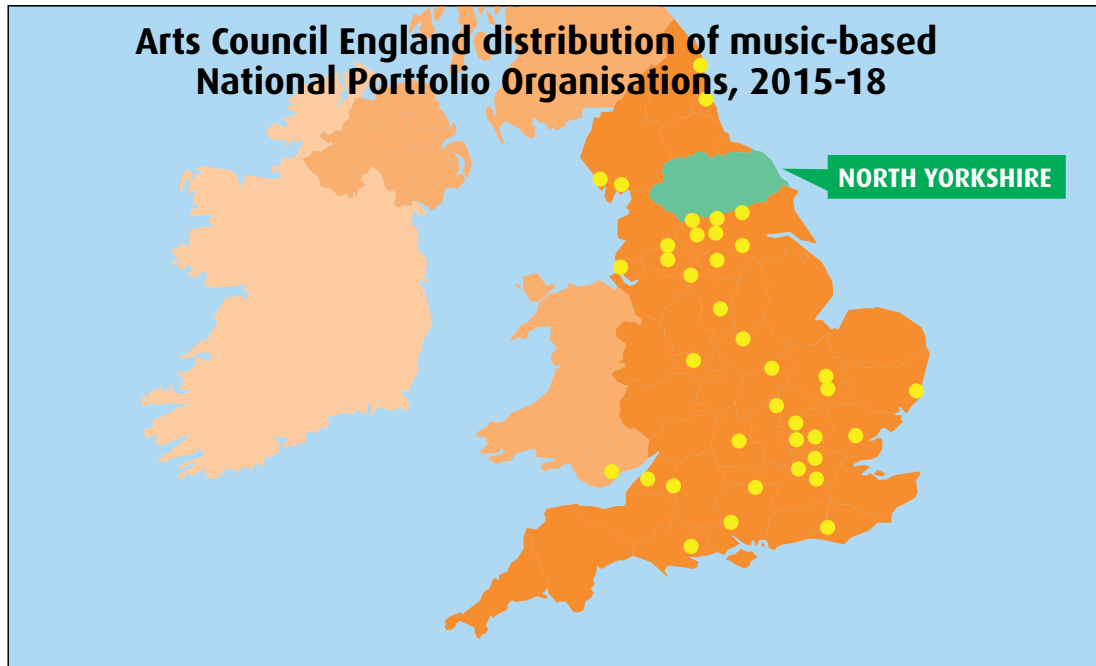 Arts Council England distribution of music-based
National Portfolio Organisations, 2015-18
NORTH YORKSHIRE